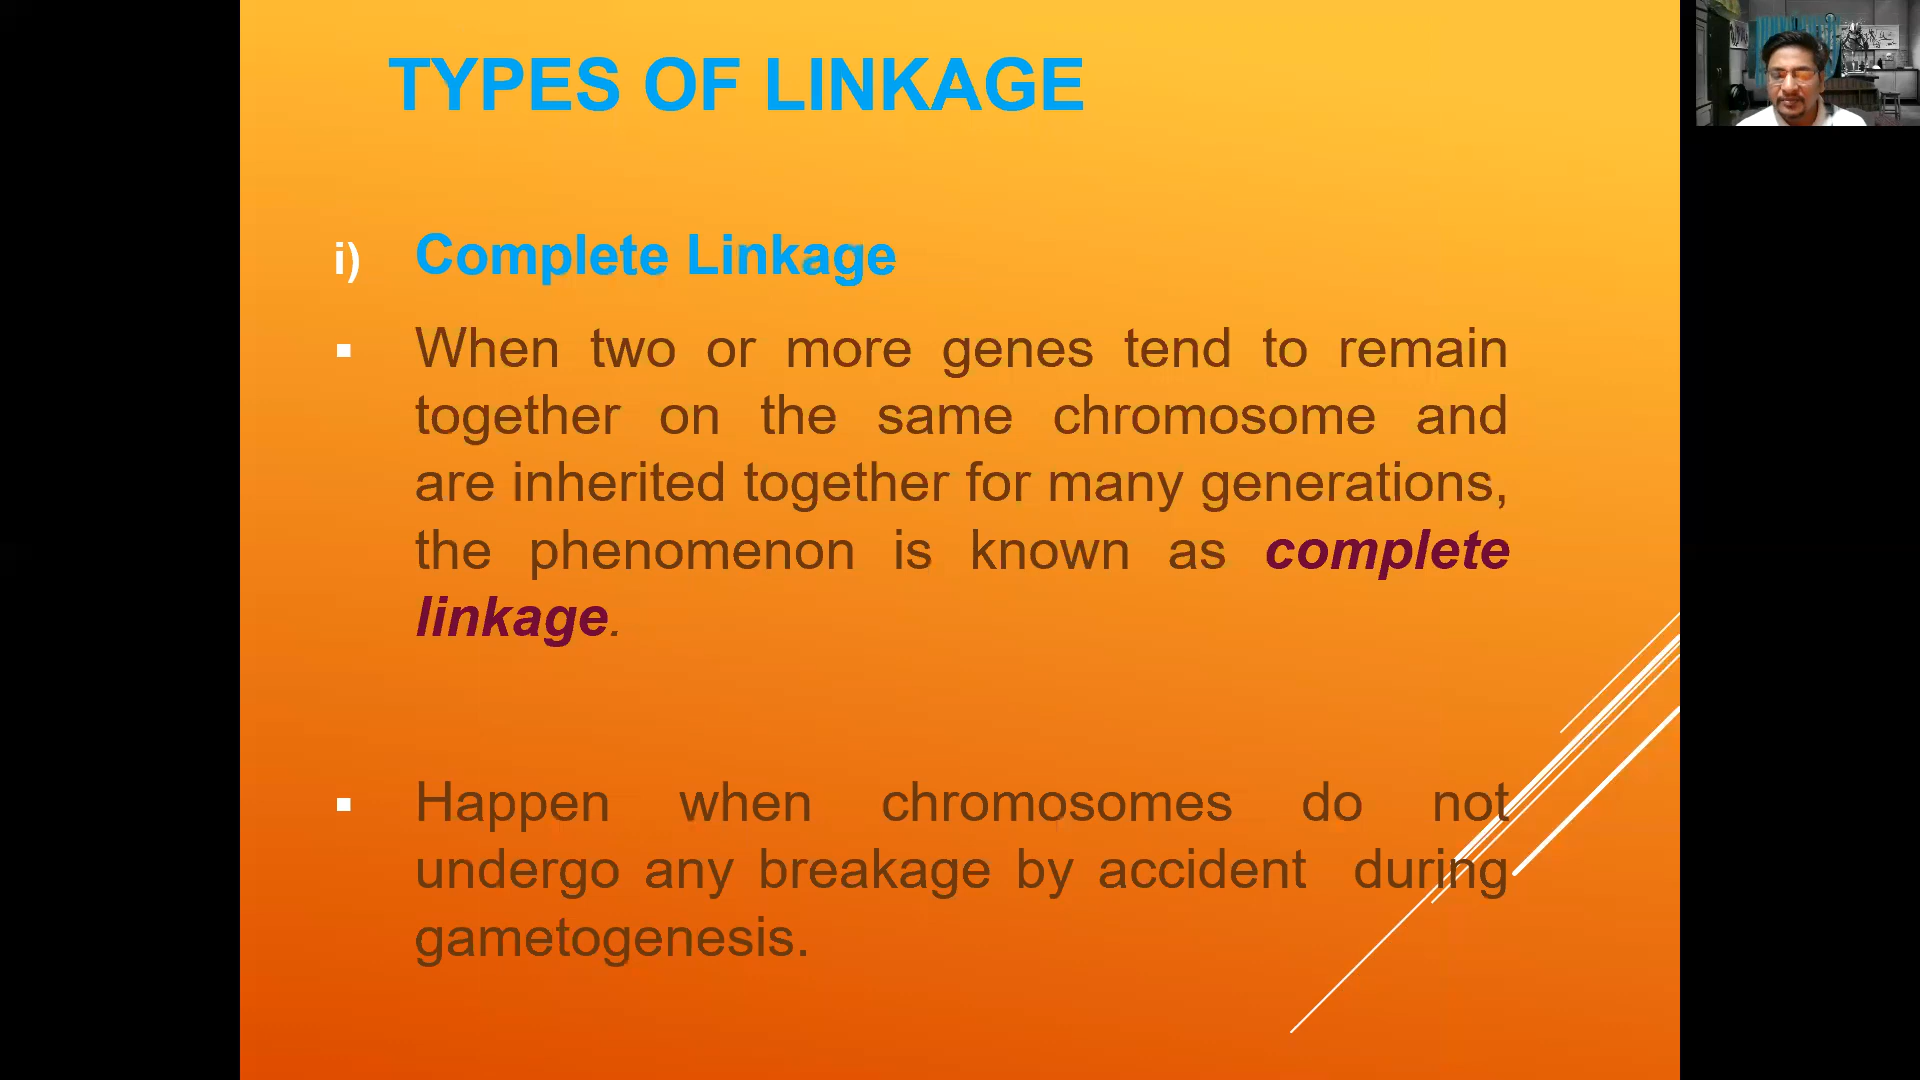 TYPES OF LINKAGE
i) Complete Linkage
▪ When two or more genes tend to remain
together on the same chromosome and
are inherited together for many generations,
the phenomenon is known as complete
linkage.
▪ Happen when chromosomes do not
undergo any breakage by accident during
gametogenesis.